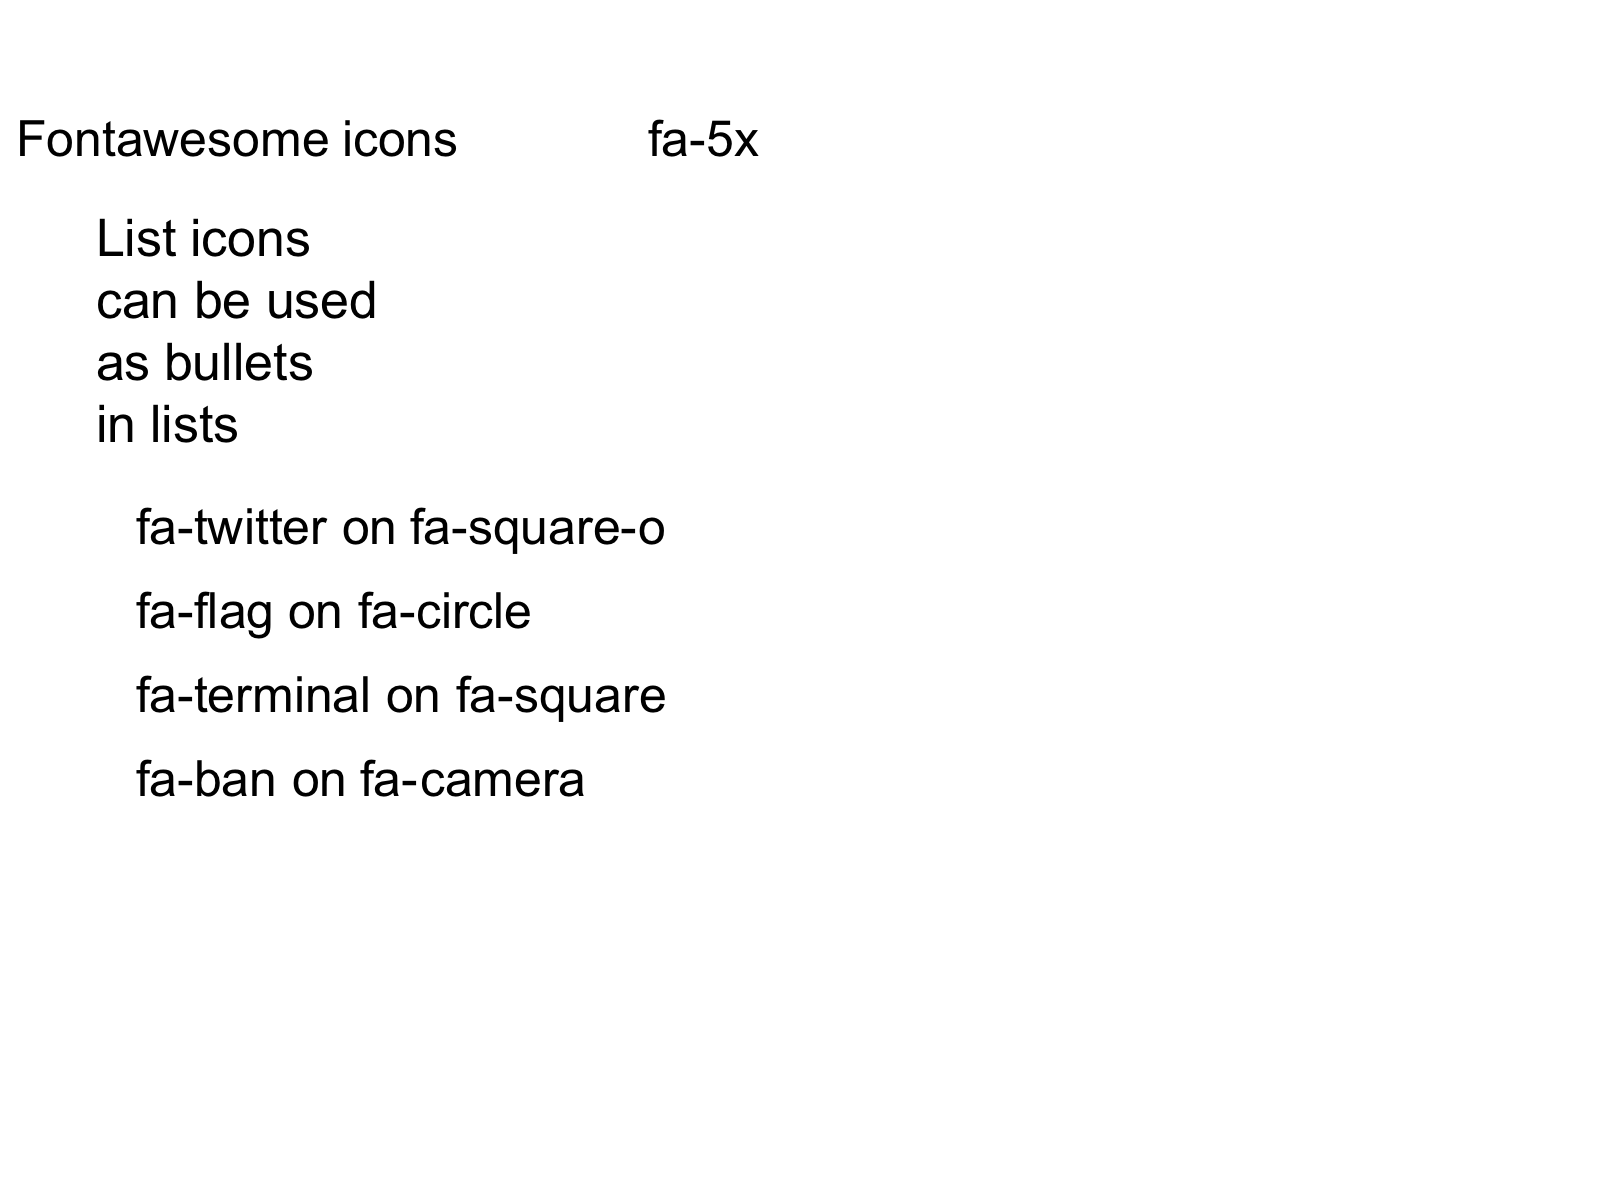 Fontawesome icons fa-5x
List icons
can be used
as bullets
in lists
fa-twitter on fa-square-o
fa-flag on fa-circle
fa-terminal on fa-square
fa-ban on fa-camera